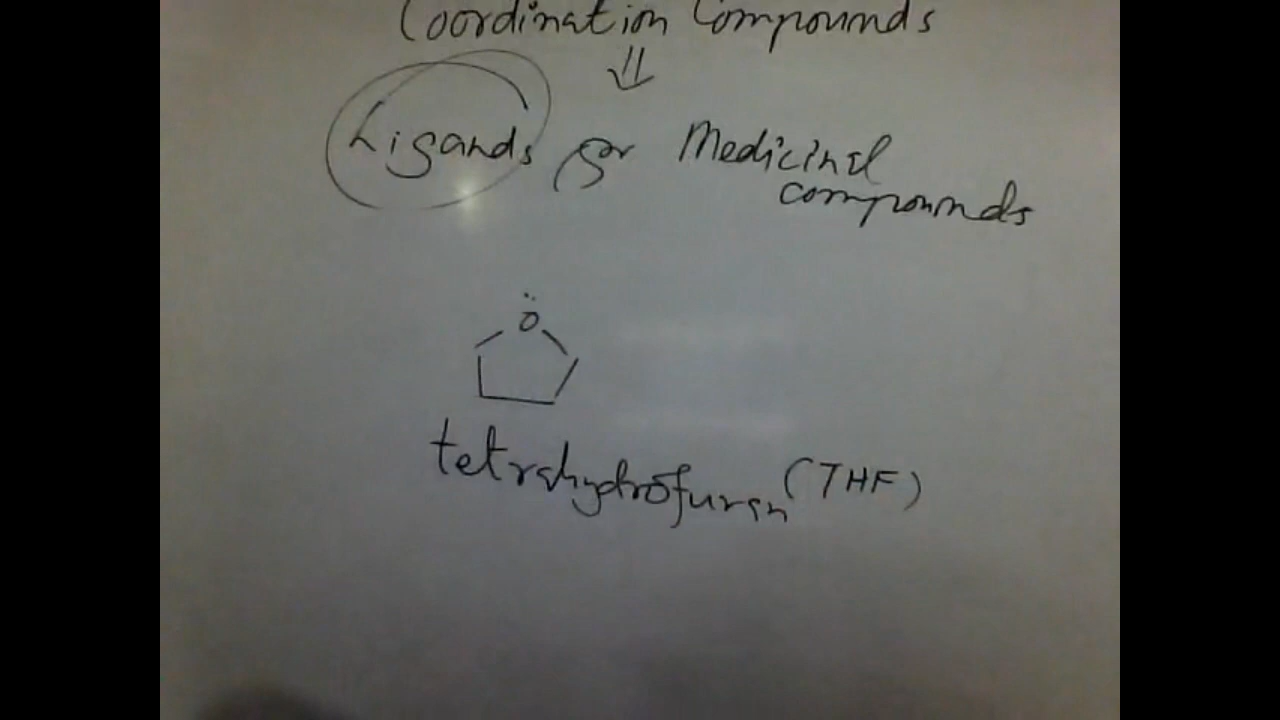 Coordination Compounds
Ligands for Medicinal
compounds
Ö
tetrahydrofuran (THF)